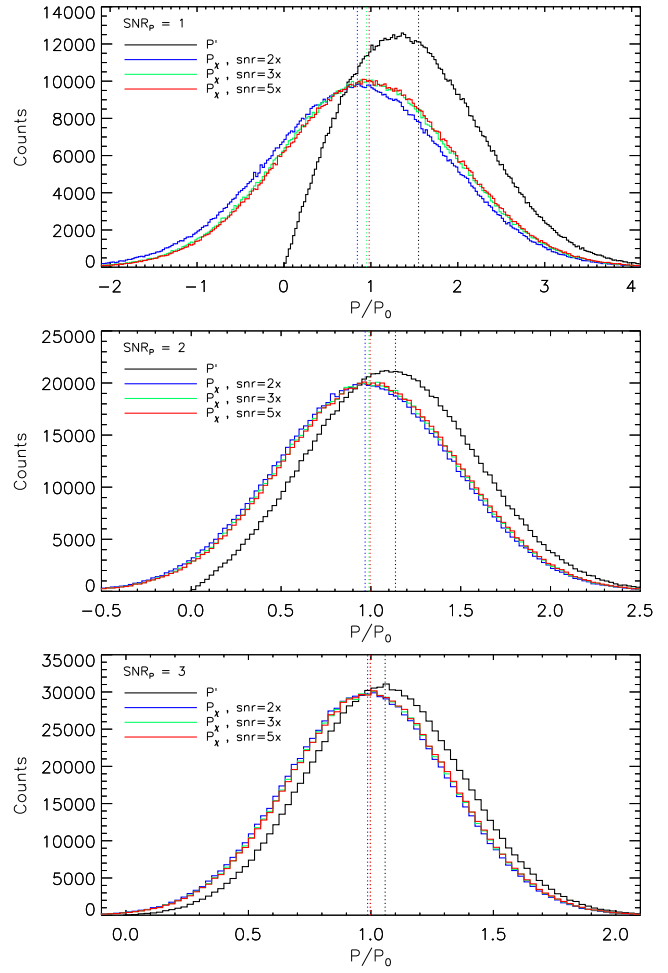 SNR_P = 1
P'
P_χ , snr=2x
P_χ , snr=3x
P_χ , snr=5x
14000
12000
10000
8000
6000
4000
2000
0
Counts
-2 -1 0 1 2 3 4
P/P_0
SNR_P = 2
P'
P_χ , snr=2x
P_χ , snr=3x
P_χ , snr=5x
25000
20000
15000
10000
5000
0
Counts
-0.5 0.0 0.5 1.0 1.5 2.0 2.5
P/P_0
SNR_P = 3
P'
P_χ , snr=2x
P_χ , snr=3x
P_χ , snr=5x
35000
30000
25000
20000
15000
10000
5000
0
Counts
0.0 0.5 1.0 1.5 2.0
P/P_0